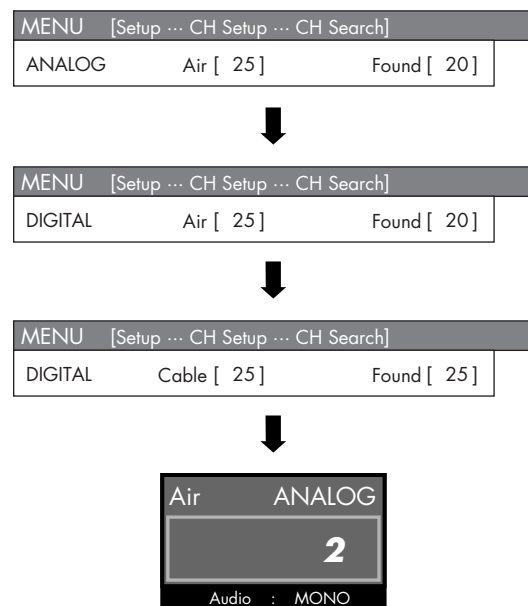 MENU [Setup ··· CH Setup ··· CH Search]
ANALOG Air [ 25 ] Found [ 20 ]
MENU [Setup ··· CH Setup ··· CH Search]
DIGITAL Air [ 25 ] Found [ 20 ]
MENU [Setup ··· CH Setup ··· CH Search]
DIGITAL Cable [ 25 ] Found [ 25 ]
Air ANALOG
2
Audio : MONO